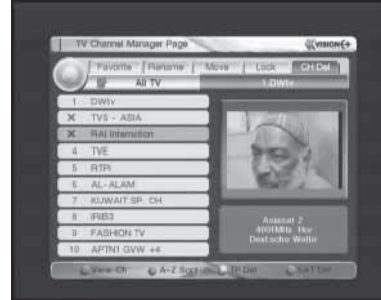 TV Channel Manager Page
VISION(+
Favorite Rename Move Lock CH Del
All TV 1 DWtv
1 DWtv
X TV5 - ASIA
X RAI Internation
4 TVE
5 RTPi
6 AL-ALAM
7 KUWAIT SP. CH.
8 IRIB3
9 FASHION TV
10 APTN1 GVW +4
Asiasat 2
4000MHz Hor
Deutsche Welle
View Ch A-Z Sort TP Del SAT Del